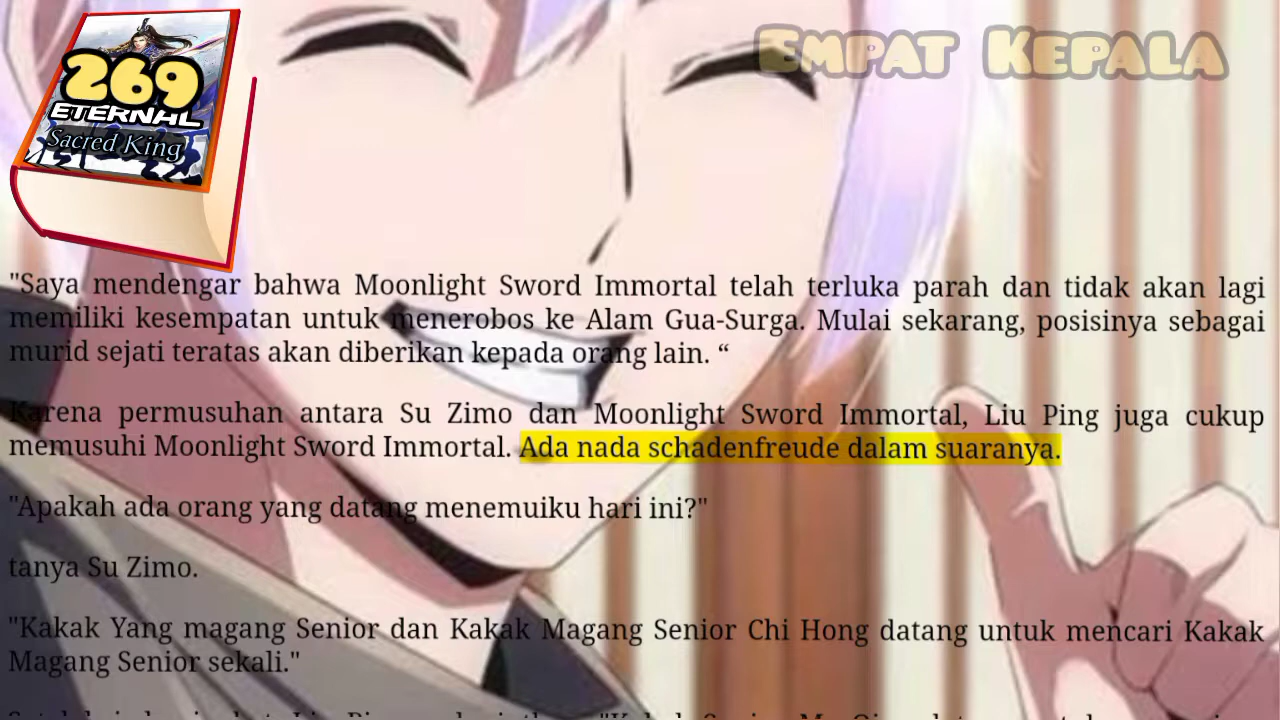 269
ETERNAL
Sacred King
EMPAT KEPALA
"Saya mendengar bahwa Moonlight Sword Immortal telah terluka parah dan tidak akan lagi
memiliki kesempatan untuk menerobos ke Alam Gua-Surga. Mulai sekarang, posisinya sebagai
murid sejati teratas akan diberikan kepada orang lain. “
Karena permusuhan antara Su Zimo dan Moonlight Sword Immortal, Liu Ping juga cukup
memusuhi Moonlight Sword Immortal. Ada nada schadenfreude dalam suaranya.
"Apakah ada orang yang datang menemuiku hari ini?"
tanya Su Zimo.
"Kakak Yang magang Senior dan Kakak Magang Senior Chi Hong datang untuk mencari Kakak
Magang Senior sekali."